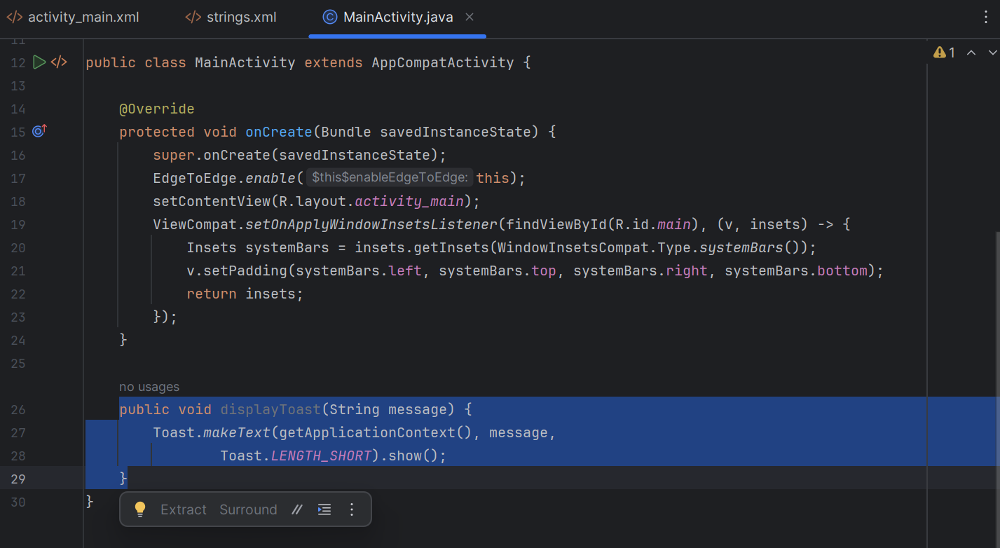 </> activity_main.xml </> strings.xml C MainActivity.java ×
11
1
12 </> public class MainActivity extends AppCompatActivity {
13
14 @Override
15 protected void onCreate(Bundle savedInstanceState) {
16 super.onCreate(savedInstanceState);
17 EdgeToEdge.enable( $this$enableEdgeToEdge: this);
18 setContentView(R.layout.activity_main);
19 ViewCompat.setOnApplyWindowInsetsListener(findViewById(R.id.main), (v, insets) -> {
20 Insets systemBars = insets.getInsets(WindowInsetsCompat.Type.systemBars());
21 v.setPadding(systemBars.left, systemBars.top, systemBars.right, systemBars.bottom);
22 return insets;
23 });
24 }
25
no usages
26 public void displayToast(String message) {
27 Toast.makeText(getApplicationContext(), message,
28 Toast.LENGTH_SHORT).show();
29 }
30 }
Extract Surround //